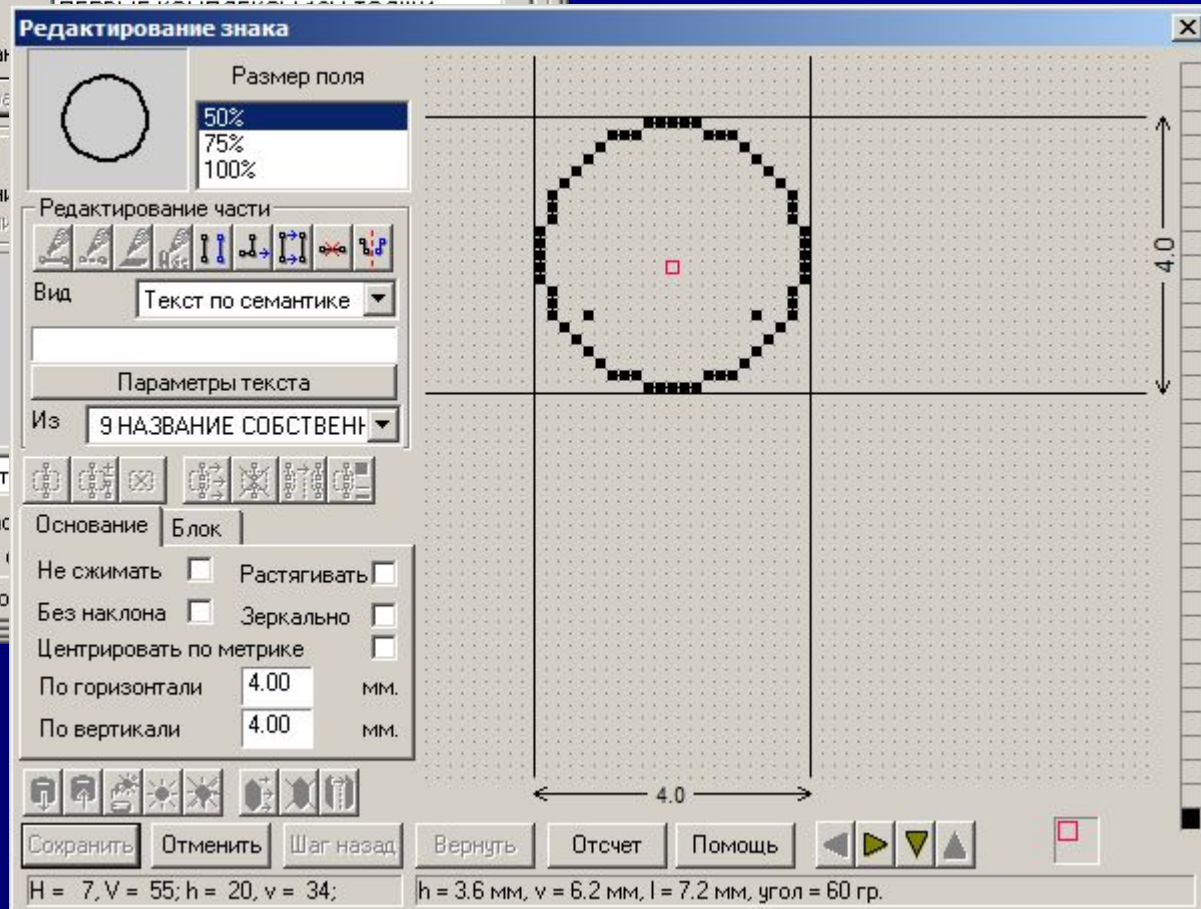 Редактирование знака
Размер поля
50%
75%
100%
Редактирование части
Вид
Текст по семантике
Параметры текста
Из
9 НАЗВАНИЕ СОБСТВЕНН
Основание
Блок
Не сжимать
Растягивать
Без наклона
Зеркально
Центрировать по метрике
По горизонтали
4.00
мм.
По вертикали
4.00
мм.
4.0
4.0
Сохранить
Отменить
Шаг назад
Вернуть
Отсчет
Помощь
H = 7, V = 55; h = 20, v = 34;
h = 3.6 мм, v = 6.2 мм, l = 7.2 мм, угол = 60 гр.